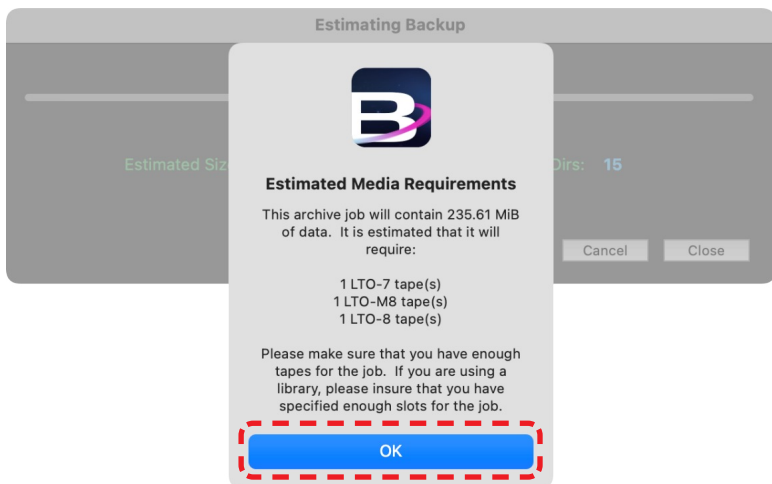 Estimating Backup
Estimated Siz
Dirs: 15
Cancel
Close
B
Estimated Media Requirements
This archive job will contain 235.61 MiB
of data. It is estimated that it will
require:
1 LTO-7 tape(s)
1 LTO-M8 tape(s)
1 LTO-8 tape(s)
Please make sure that you have enough
tapes for the job. If you are using a
library, please insure that you have
specified enough slots for the job.
OK